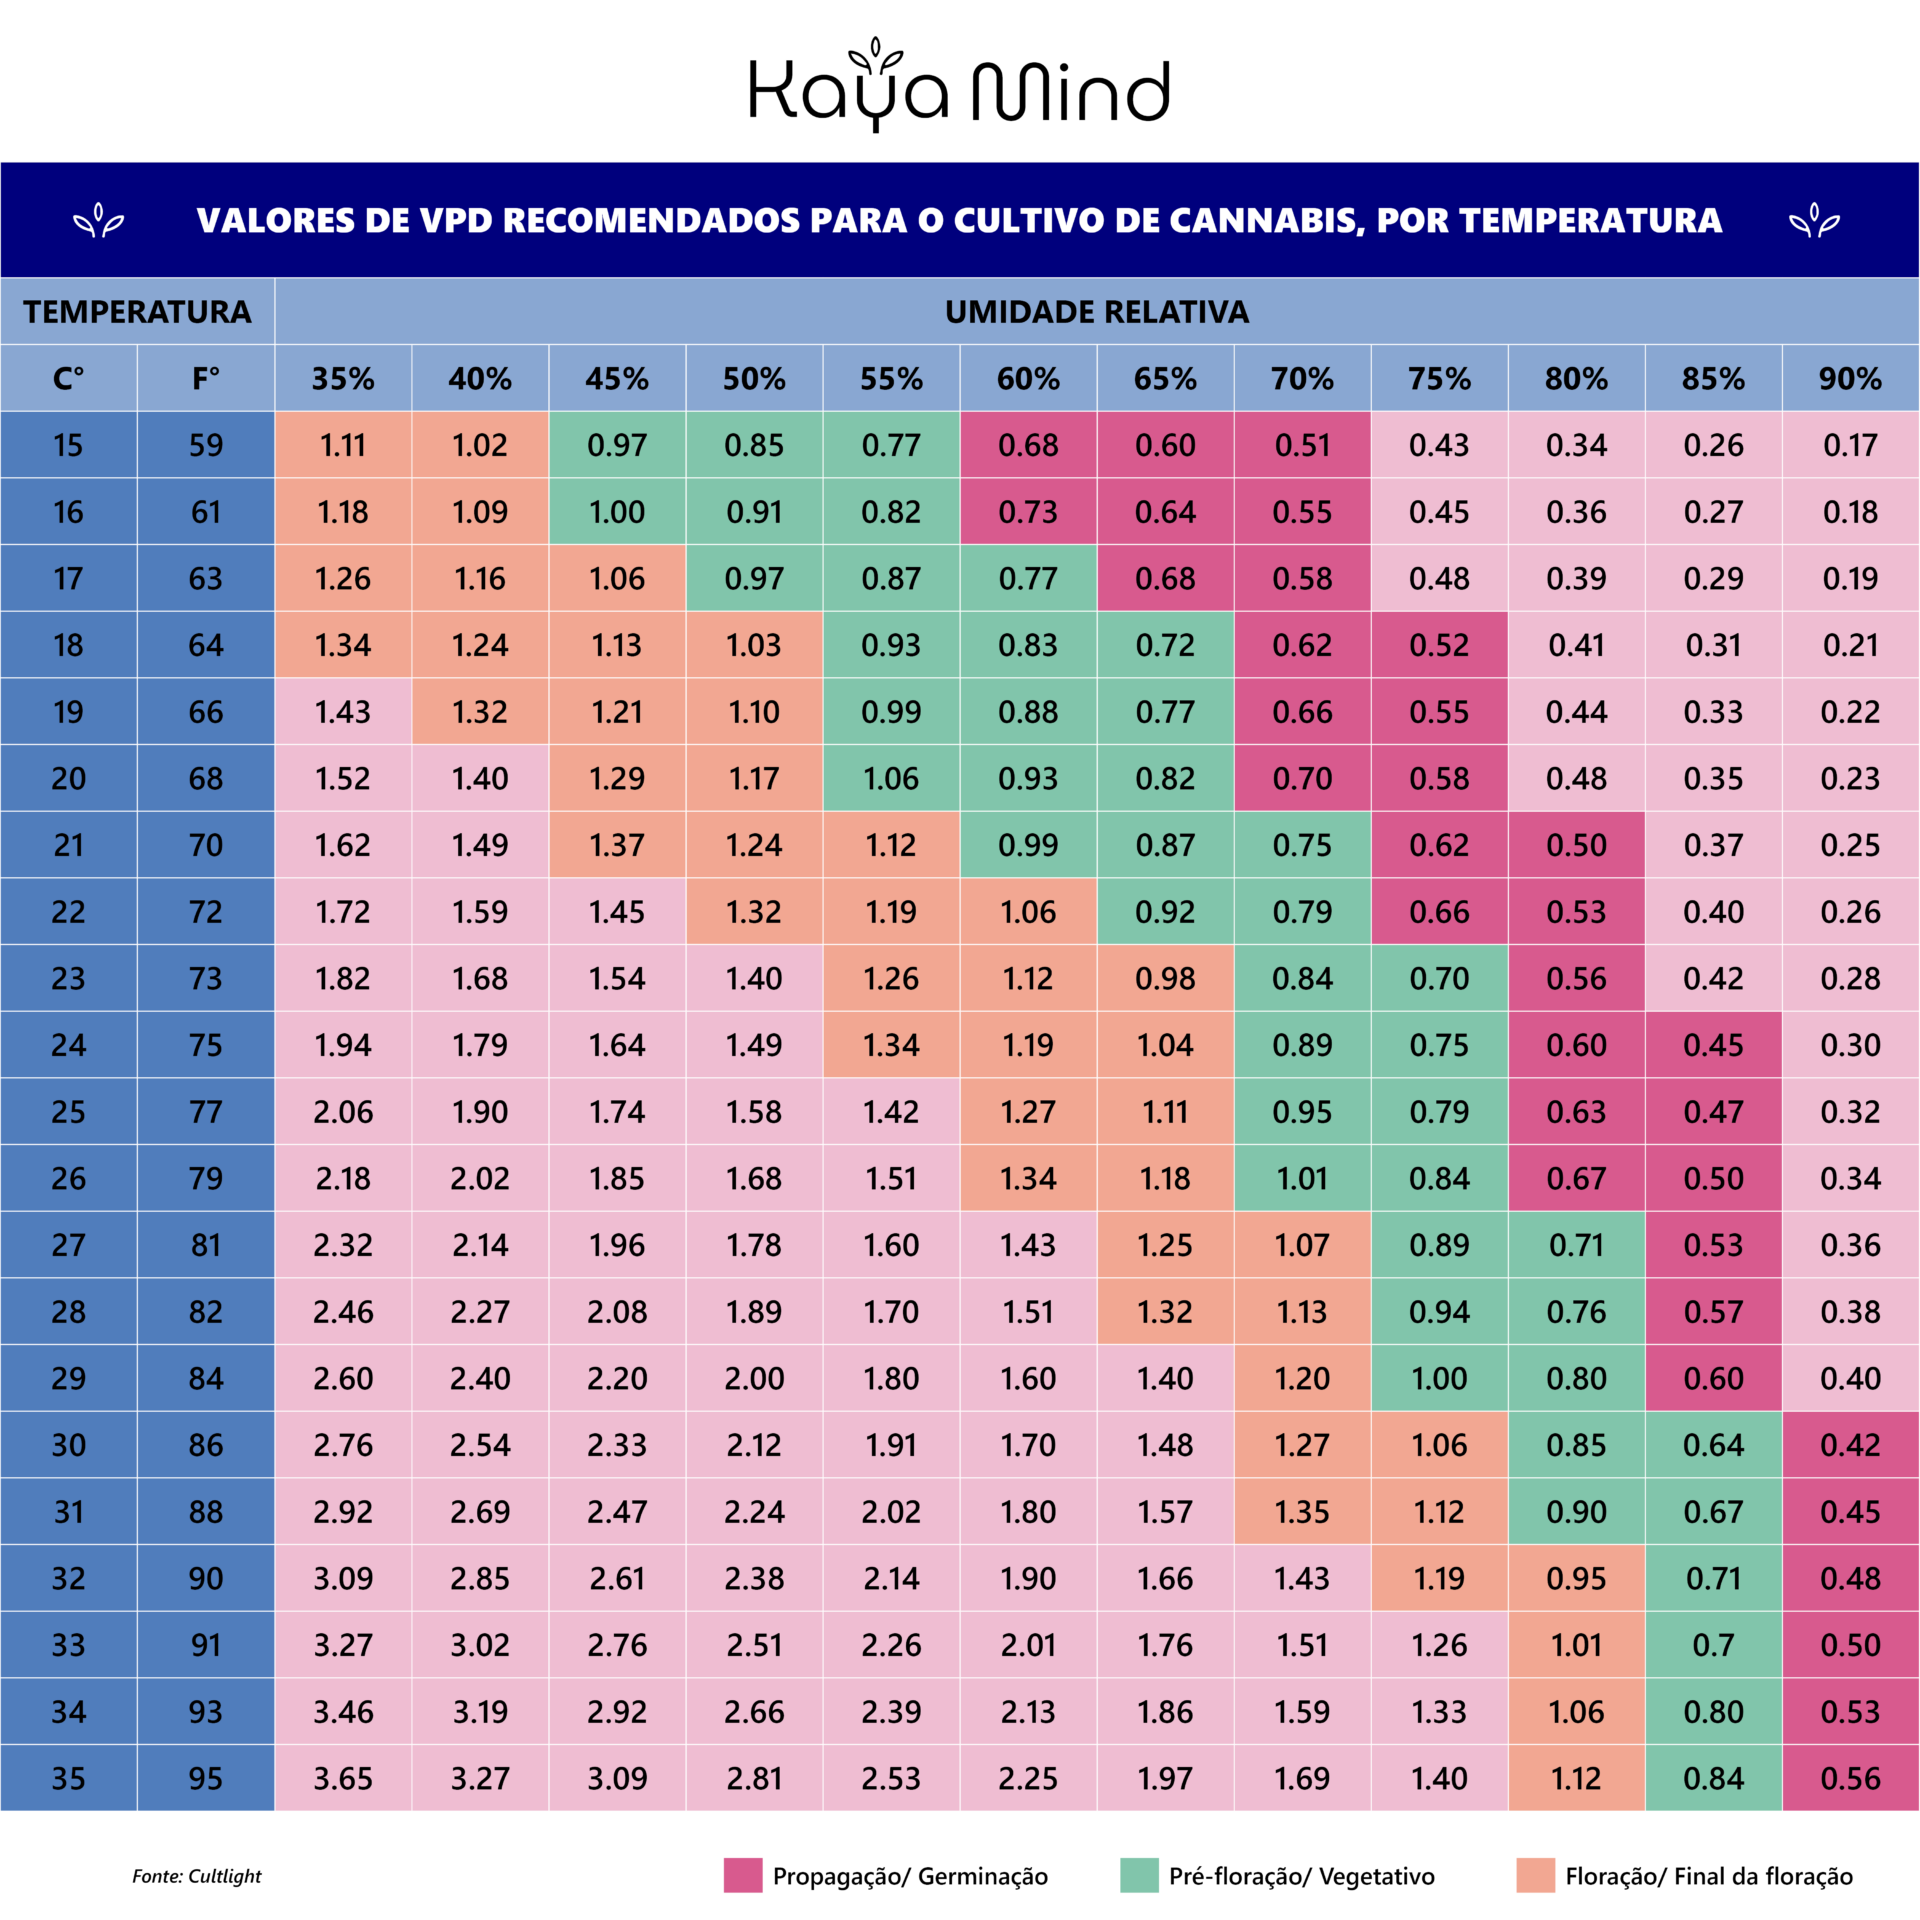 Kaya Mind
VALORES DE VPD RECOMENDADOS PARA O CULTIVO DE CANNABIS, POR TEMPERATURA
TEMPERATURA UMIDADE RELATIVA
C° F° 35% 40% 45% 50% 55% 60% 65% 70% 75% 80% 85% 90%
15 59 1.11 1.02 0.97 0.85 0.77 0.68 0.60 0.51 0.43 0.34 0.26 0.17
16 61 1.18 1.09 1.00 0.91 0.82 0.73 0.64 0.55 0.45 0.36 0.27 0.18
17 63 1.26 1.16 1.06 0.97 0.87 0.77 0.68 0.58 0.48 0.39 0.29 0.19
18 64 1.34 1.24 1.13 1.03 0.93 0.83 0.72 0.62 0.52 0.41 0.31 0.21
19 66 1.43 1.32 1.21 1.10 0.99 0.88 0.77 0.66 0.55 0.44 0.33 0.22
20 68 1.52 1.40 1.29 1.17 1.06 0.93 0.82 0.70 0.58 0.48 0.35 0.23
21 70 1.62 1.49 1.37 1.24 1.12 0.99 0.87 0.75 0.62 0.50 0.37 0.25
22 72 1.72 1.59 1.45 1.32 1.19 1.06 0.92 0.79 0.66 0.53 0.40 0.26
23 73 1.82 1.68 1.54 1.40 1.26 1.12 0.98 0.84 0.70 0.56 0.42 0.28
24 75 1.94 1.79 1.64 1.49 1.34 1.19 1.04 0.89 0.75 0.60 0.45 0.30
25 77 2.06 1.90 1.74 1.58 1.42 1.27 1.11 0.95 0.79 0.63 0.47 0.32
26 79 2.18 2.02 1.85 1.68 1.51 1.34 1.18 1.01 0.84 0.67 0.50 0.34
27 81 2.32 2.14 1.96 1.78 1.60 1.43 1.25 1.07 0.89 0.71 0.53 0.36
28 82 2.46 2.27 2.08 1.89 1.70 1.51 1.32 1.13 0.94 0.76 0.57 0.38
29 84 2.60 2.40 2.20 2.00 1.80 1.60 1.40 1.20 1.00 0.80 0.60 0.40
30 86 2.76 2.54 2.33 2.12 1.91 1.70 1.48 1.27 1.06 0.85 0.64 0.42
31 88 2.92 2.69 2.47 2.24 2.02 1.80 1.57 1.35 1.12 0.90 0.67 0.45
32 90 3.09 2.85 2.61 2.38 2.14 1.90 1.66 1.43 1.19 0.95 0.71 0.48
33 91 3.27 3.02 2.76 2.51 2.26 2.01 1.76 1.51 1.26 1.01 0.7 0.50
34 93 3.46 3.19 2.92 2.66 2.39 2.13 1.86 1.59 1.33 1.06 0.80 0.53
35 95 3.65 3.27 3.09 2.81 2.53 2.25 1.97 1.69 1.40 1.12 0.84 0.56
Fonte: Cultlight Propagação/ Germinação Pré-floração/ Vegetativo Floração/ Final da floração